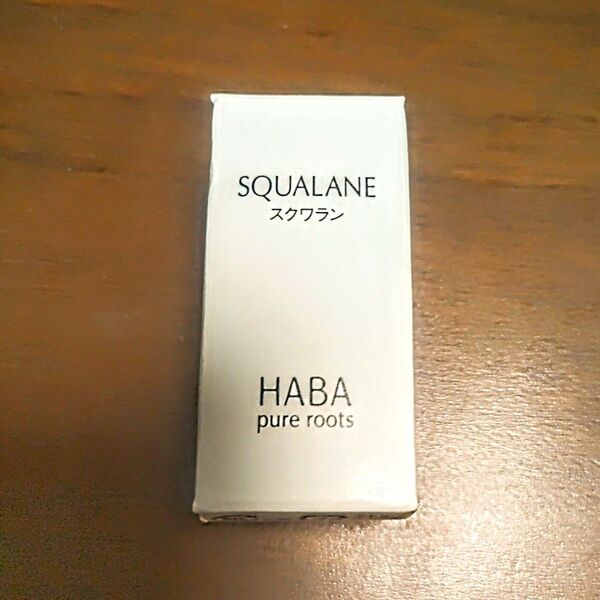 SQUALANE
スクワラン
HABA
pure roots